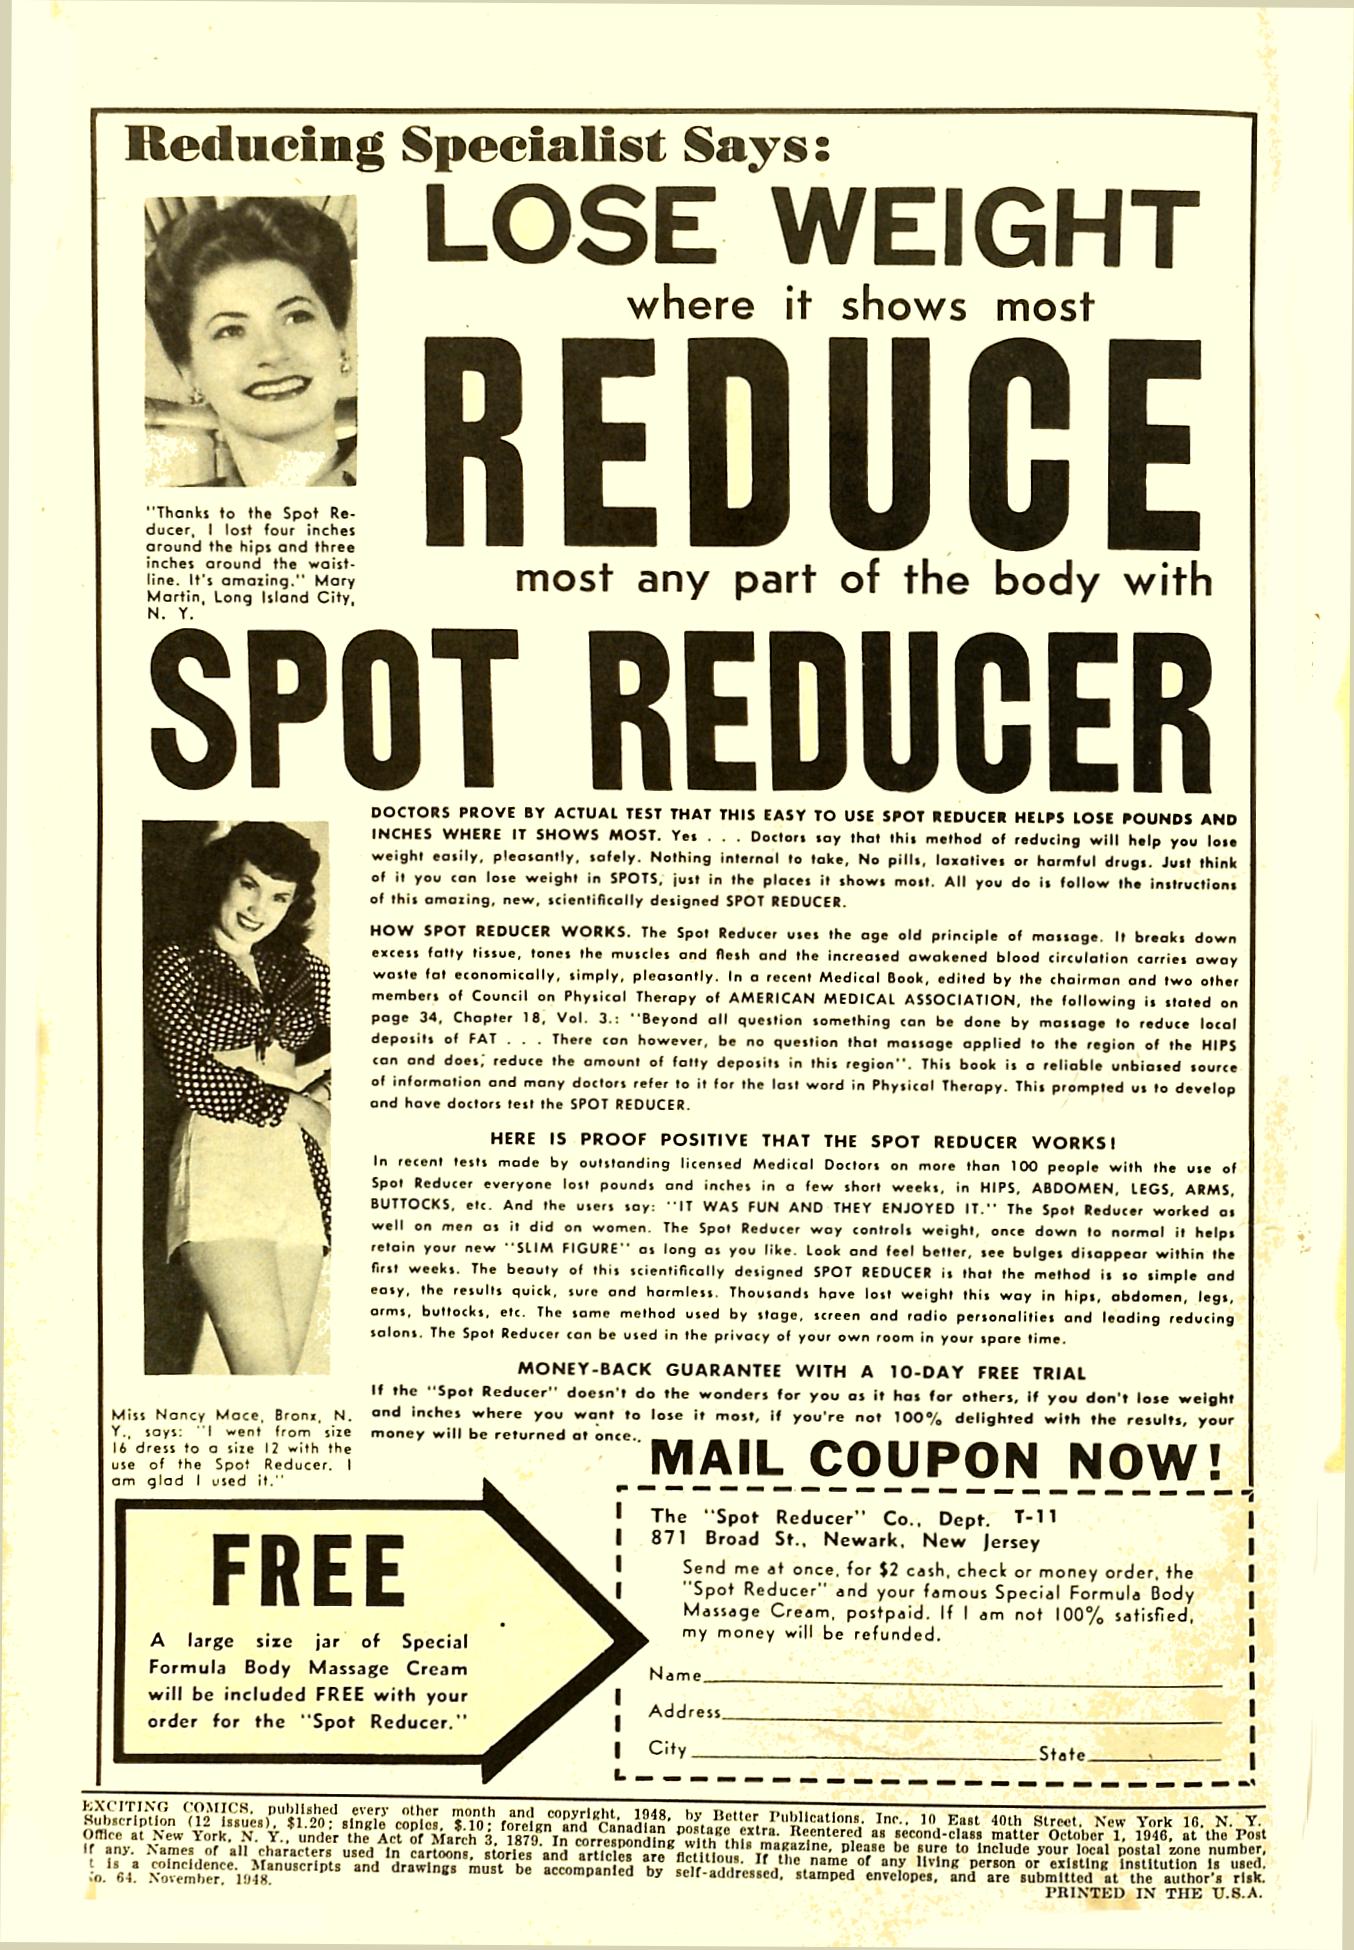 Reducing Specialist Says:
LOSE WEIGHT
where it shows most
REDUCE
most any part of the body with
"Thanks to the Spot Re-
ducer, I lost four inches
around the hips and three
inches around the waist-
line. It's amazing." Mary
Martin, Long Island City,
N. Y.
SPOT REDUCER
DOCTORS PROVE BY ACTUAL TEST THAT THIS EASY TO USE SPOT REDUCER HELPS LOSE POUNDS AND
INCHES WHERE IT SHOWS MOST. Yes . . . Doctors say that this method of reducing will help you lose
weight easily, pleasantly, safely. Nothing internal to take, No pills, laxatives or harmful drugs. Just think
of it you can lose weight in SPOTS, just in the places it shows most. All you do is follow the instructions
of this amazing, new, scientifically designed SPOT REDUCER.
HOW SPOT REDUCER WORKS. The Spot Reducer uses the age old principle of massage. It breaks down
excess fatty tissue, tones the muscles and flesh and the increased awakened blood circulation carries away
waste fat economically, simply, pleasantly. In a recent Medical Book, edited by the chairman and two other
members of Council on Physical Therapy of AMERICAN MEDICAL ASSOCIATION, the following is stated on
page 34, Chapter 18, Vol. 3.: "Beyond all question something can be done by massage to reduce local
deposits of FAT . . . There can however, be no question that massage applied to the region of the HIPS
can and does, reduce the amount of fatty deposits in this region". This book is a reliable unbiased source
of information and many doctors refer to it for the last word in Physical Therapy. This prompted us to develop
and have doctors test the SPOT REDUCER.
HERE IS PROOF POSITIVE THAT THE SPOT REDUCER WORKS!
In recent tests made by outstanding licensed Medical Doctors on more than 100 people with the use of
Spot Reducer everyone lost pounds and inches in a few short weeks, in HIPS, ABDOMEN, LEGS, ARMS,
BUTTOCKS, etc. And the users say: "IT WAS FUN AND THEY ENJOYED IT." The Spot Reducer worked as
well on men as it did on women. The Spot Reducer way controls weight, once down to normal it helps
retain your new "SLIM FIGURE" as long as you like. Look and feel better, see bulges disappear within the
first weeks. The beauty of this scientifically designed SPOT REDUCER is that the method is so simple and
easy, the results quick, sure and harmless. Thousands have lost weight this way in hips, abdomen, legs,
arms, buttocks, etc. The same method used by stage, screen and radio personalities and leading reducing
salons. The Spot Reducer can be used in the privacy of your own room in your spare time.
MONEY-BACK GUARANTEE WITH A 10-DAY FREE TRIAL
If the "Spot Reducer" doesn't do the wonders for you as it has for others, if you don't lose weight
and inches where you want to lose it most, if you're not 100% delighted with the results, your
money will be returned at once.
Miss Nancy Mace, Bronx, N.
Y., says: "I went from size
16 dress to a size 12 with the
use of the Spot Reducer. I
am glad I used it."
MAIL COUPON NOW!
FREE
A large size jar of Special
Formula Body Massage Cream
will be included FREE with your
order for the "Spot Reducer."
The "Spot Reducer" Co., Dept. T-11
871 Broad St., Newark, New Jersey
Send me at once, for $2 cash, check or money order, the
"Spot Reducer" and your famous Special Formula Body
Massage Cream, postpaid. If I am not 100% satisfied,
my money will be refunded.
Name
Address
City State
EXCITING COMICS, published every other month and copyright, 1948, by Better Publications, Inc., 10 East 40th Street, New York 16, N. Y.
Subscription (12 issues), $1.20; single copies, $.10; foreign and Canadian postage extra. Reentered as second-class matter October 1, 1946, at the Post
Office at New York, N. Y., under the Act of March 3, 1879. In corresponding with this magazine, please be sure to include your local postal zone number,
if any. Names of all characters used in cartoons, stories and articles are fictitious. If the name of any living person or existing institution is used,
t is a coincidence. Manuscripts and drawings must be accompanied by self-addressed, stamped envelopes, and are submitted at the author's risk.
o. 64. November, 1948.
PRINTED IN THE U.S.A.